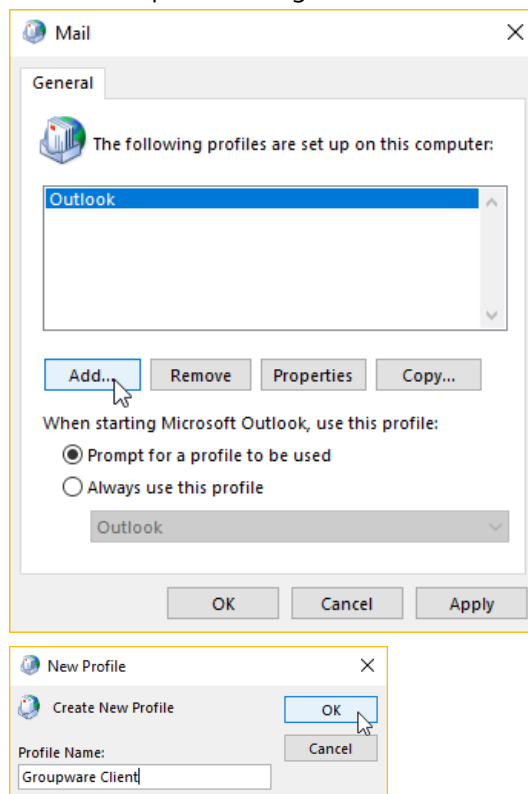 Mail
General
The following profiles are set up on this computer:
Outlook
Add... Remove Properties Copy...
When starting Microsoft Outlook, use this profile:
Prompt for a profile to be used
Always use this profile
Outlook
OK Cancel Apply
New Profile
Create New Profile OK
Profile Name: Cancel
Groupware Client